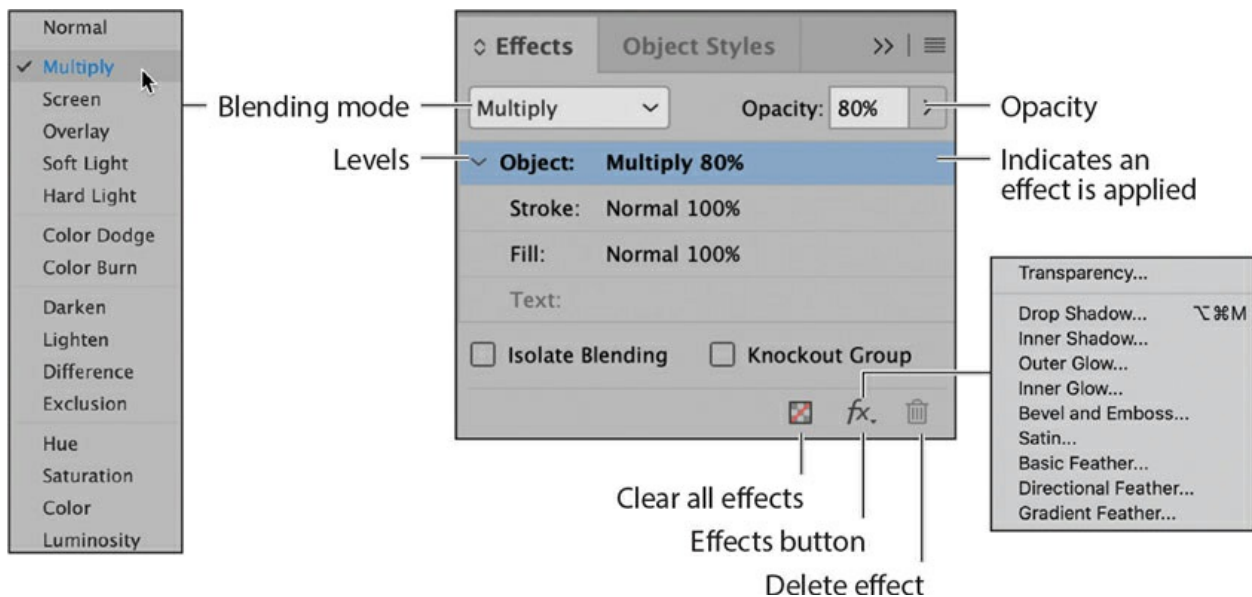 Normal
Multiply
Screen
Overlay
Soft Light
Hard Light
Color Dodge
Color Burn
Darken
Lighten
Difference
Exclusion
Hue
Saturation
Color
Luminosity
Blending mode
Levels
Effects Object Styles
Multiply Opacity: 80%
Object: Multiply 80%
Stroke: Normal 100%
Fill: Normal 100%
Text:
Isolate Blending Knockout Group
fx
Opacity
Indicates an
effect is applied
Transparency...
Drop Shadow... ⌥⌘M
Inner Shadow...
Outer Glow...
Inner Glow...
Bevel and Emboss...
Satin...
Basic Feather...
Directional Feather...
Gradient Feather...
Clear all effects
Effects button
Delete effect